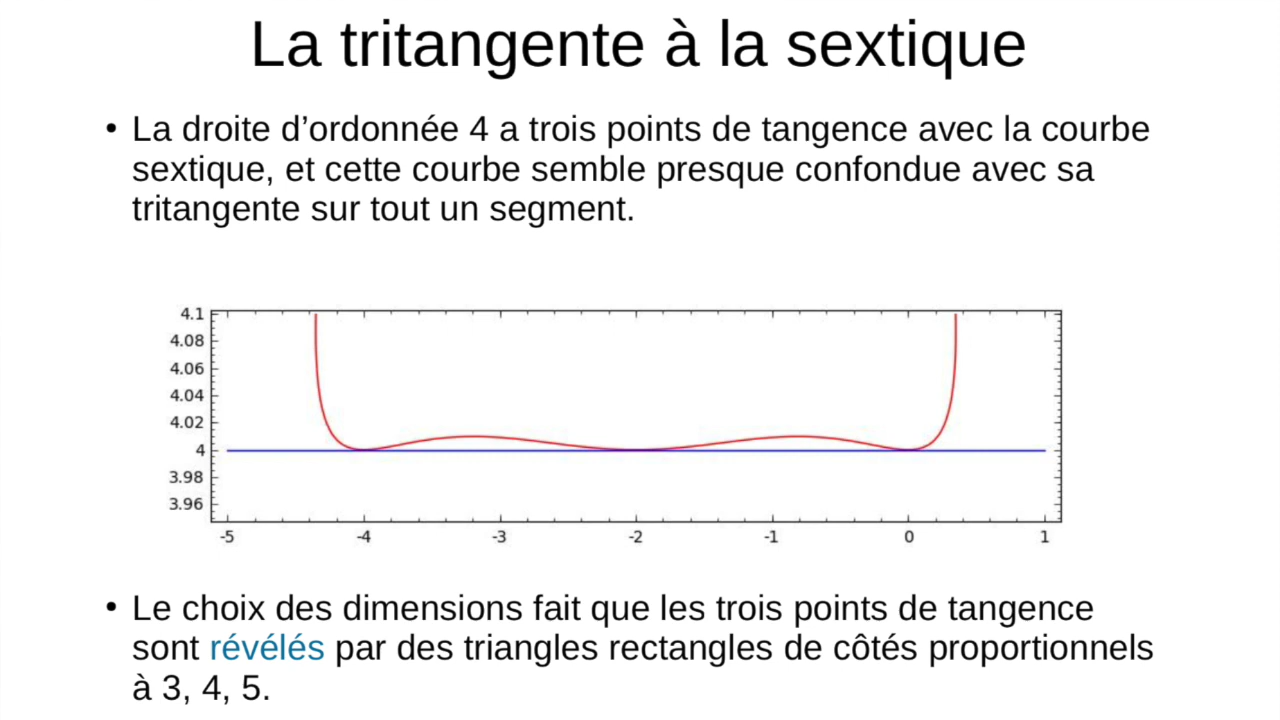 La tritangente à la sextique
• La droite d’ordonnée 4 a trois points de tangence avec la courbe
sextique, et cette courbe semble presque confondue avec sa
tritangente sur tout un segment.
4.1
4.08
4.06
4.04
4.02
4
3.98
3.96
-5 -4 -3 -2 -1 0 1
• Le choix des dimensions fait que les trois points de tangence
sont révélés par des triangles rectangles de côtés proportionnels
à 3, 4, 5.